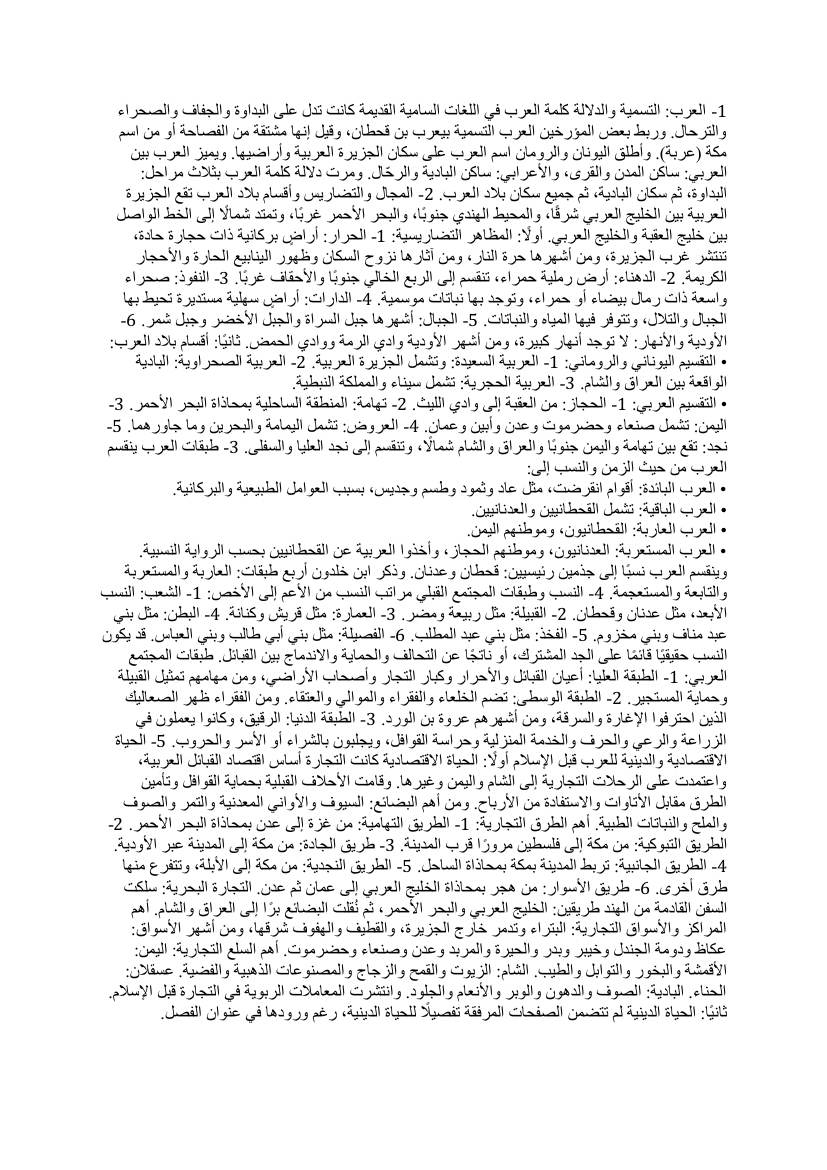 1- العرب: التسمية والدلالة كلمة العرب في اللغات السامية القديمة كانت تدل على البداوة والجفاف والصحراء
والترحال. وربط بعض المؤرخين العرب التسمية بيعرب بن قحطان، وقيل إنها مشتقة من الفصاحة أو من اسم
مكة (عربة). وأطلق اليونان والرومان اسم العرب على سكان الجزيرة العربية وأراضيها. ويميز العرب بين
العربي: ساكن المدن والقرى، والأعرابي: ساكن البادية والرحّال. ومرت دلالة كلمة العرب بثلاث مراحل:
البداوة، ثم سكان البادية، ثم جميع سكان بلاد العرب. 2- المجال والتضاريس وأقسام بلاد العرب تقع الجزيرة
العربية بين الخليج العربي شرقًا، والمحيط الهندي جنوبًا، والبحر الأحمر غربًا، وتمتد شمالًا إلى الخط الواصل
بين خليج العقبة والخليج العربي. أولًا: المظاهر التضاريسية: 1- الحرار: أراضٍ بركانية ذات حجارة حادة،
تنتشر غرب الجزيرة، ومن أشهرها حرة النار، ومن آثارها نزوح السكان وظهور الينابيع الحارة والأحجار
الكريمة. 2- الدهناء: أرض رملية حمراء، تنقسم إلى الربع الخالي جنوبًا والأحقاف غربًا. 3- النفوذ: صحراء
واسعة ذات رمال بيضاء أو حمراء، وتوجد بها نباتات موسمية. 4- الدارات: أراضٍ سهلية مستديرة تحيط بها
الجبال والتلال، وتتوفر فيها المياه والنباتات. 5- الجبال: أشهرها جبل السراة والجبل الأخضر وجبل شمر. 6-
الأودية والأنهار: لا توجد أنهار كبيرة، ومن أشهر الأودية وادي الرمة ووادي الحمض. ثانيًا: أقسام بلاد العرب:
• التقسيم اليوناني والروماني: 1- العربية السعيدة: وتشمل الجزيرة العربية. 2- العربية الصحراوية: البادية
الواقعة بين العراق والشام. 3- العربية الحجرية: تشمل سيناء والمملكة النبطية.
• التقسيم العربي: 1- الحجاز: من العقبة إلى وادي الليث. 2- تهامة: المنطقة الساحلية بمحاذاة البحر الأحمر. 3-
اليمن: تشمل صنعاء وحضرموت وعدن وأبين وعمان. 4- العروض: تشمل اليمامة والبحرين وما جاورهما. 5-
نجد: تقع بين تهامة واليمن جنوبًا والعراق والشام شمالًا، وتنقسم إلى نجد العليا والسفلى. 3- طبقات العرب ينقسم
العرب من حيث الزمن والنسب إلى:
• العرب البائدة: أقوام انقرضت، مثل عاد وثمود وطسم وجديس، بسبب العوامل الطبيعية والبركانية.
• العرب الباقية: تشمل القحطانيين والعدنانيين.
• العرب العاربة: القحطانيون، وموطنهم اليمن.
• العرب المستعربة: العدنانيون، وموطنهم الحجاز، وأخذوا العربية عن القحطانيين بحسب الرواية النسبية.
وينقسم العرب نسبًا إلى جذمين رئيسيين: قحطان وعدنان. وذكر ابن خلدون أربع طبقات: العاربة والمستعربة
والتابعة والمستعجمة. 4- النسب وطبقات المجتمع القبلي مراتب النسب من الأعم إلى الأخص: 1- الشعب: النسب
الأبعد، مثل عدنان وقحطان. 2- القبيلة: مثل ربيعة ومضر. 3- العمارة: مثل قريش وكنانة. 4- البطن: مثل بني
عبد مناف وبني مخزوم. 5- الفخذ: مثل بني عبد المطلب. 6- الفصيلة: مثل بني أبي طالب وبني العباس. قد يكون
النسب حقيقيًا قائمًا على الجد المشترك، أو ناتجًا عن التحالف والحماية والاندماج بين القبائل. طبقات المجتمع
العربي: 1- الطبقة العليا: أعيان القبائل والأحرار وكبار التجار وأصحاب الأراضي، ومن مهامهم تمثيل القبيلة
وحماية المستجير. 2- الطبقة الوسطى: تضم الخلعاء والفقراء والموالي والعتقاء. ومن الفقراء ظهر الصعاليك
الذين احترفوا الإغارة والسرقة، ومن أشهرهم عروة بن الورد. 3- الطبقة الدنيا: الرقيق، وكانوا يعملون في
الزراعة والرعي والحرف والخدمة المنزلية وحراسة القوافل، ويجلبون بالشراء أو الأسر والحروب. 5- الحياة
الاقتصادية والدينية للعرب قبل الإسلام أولًا: الحياة الاقتصادية كانت التجارة أساس اقتصاد القبائل العربية،
واعتمدت على الرحلات التجارية إلى الشام واليمن وغيرها. وقامت الأحلاف القبلية بحماية القوافل وتأمين
الطرق مقابل الأتاوات والاستفادة من الأرباح. ومن أهم البضائع: السيوف والأواني المعدنية والتمر والصوف
والملح والنباتات الطبية. أهم الطرق التجارية: 1- الطريق التهامية: من غزة إلى عدن بمحاذاة البحر الأحمر. 2-
الطريق التبوكية: من مكة إلى فلسطين مرورًا قرب المدينة. 3- طريق الجادة: من مكة إلى المدينة عبر الأودية.
4- الطريق الجانبية: تربط المدينة بمكة بمحاذاة الساحل. 5- الطريق النجدية: من مكة إلى الأبلة، وتتفرع منها
طرق أخرى. 6- طريق الأسوار: من هجر بمحاذاة الخليج العربي إلى عمان ثم عدن. التجارة البحرية: سلكت
السفن القادمة من الهند طريقين: الخليج العربي والبحر الأحمر، ثم نُقلت البضائع برًا إلى العراق والشام. أهم
المراكز والأسواق التجارية: البتراء وتدمر خارج الجزيرة، والقطيف والهفوف شرقها، ومن أشهر الأسواق:
عكاظ ودومة الجندل وخيبر وبدر والحيرة والمربد وعدن وصنعاء وحضرموت. أهم السلع التجارية: اليمن:
الأقمشة والبخور والتوابل والطيب. الشام: الزيوت والقمح والزجاج والمصنوعات الذهبية والفضية. عسقلان:
الحناء. البادية: الصوف والدهون والوبر والأنعام والجلود. وانتشرت المعاملات الربوية في التجارة قبل الإسلام.
ثانيًا: الحياة الدينية لم تتضمن الصفحات المرفقة تفصيلًا للحياة الدينية، رغم ورودها في عنوان الفصل.